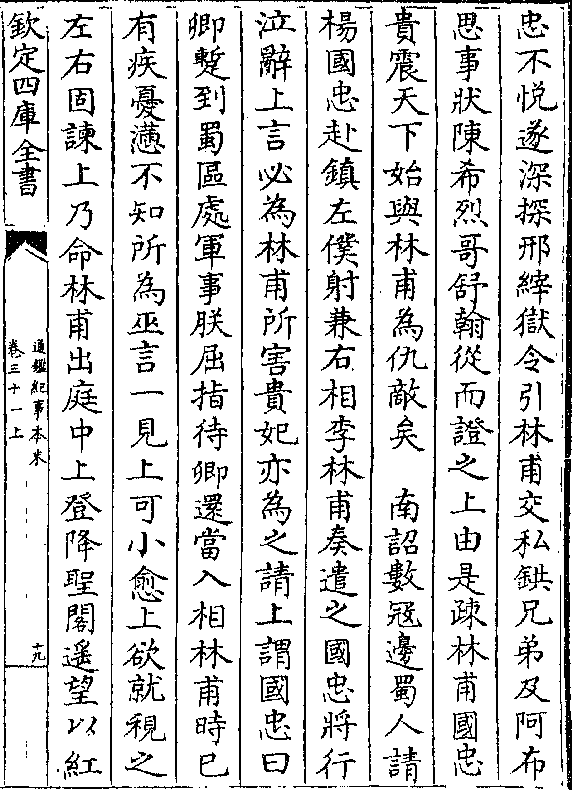 忠不悅遂深探邢縡獄令引林甫交私鉷兄弟及阿布
思事狀陳希烈哥舒翰從而證之上由是疎林甫國忠
貴震天下始與林甫為仇敵矣　南詔數寇邊蜀人請
楊國忠赴鎮左僕射兼右相李林甫奏遣之國忠將行
泣辭上言必為林甫所害貴妃亦為之請上謂國忠曰
卿蹔到蜀區處軍事朕屈指待卿還當入相林甫時已
有疾憂懣不知所為巫言一見上可小愈上欲就視之
左右固諫上乃命林甫出庭中上登降聖閣遥望以紅
欽定四庫全書
通鑑紀事本末
卷三十一上
十九